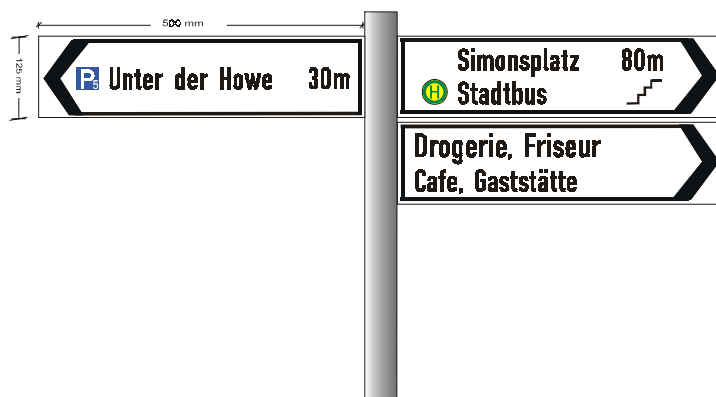 500 mm
125 mm
P5 Unter der Howe 30m
Simonsplatz 80m
H Stadtbus
Drogerie, Friseur
Cafe, Gaststätte